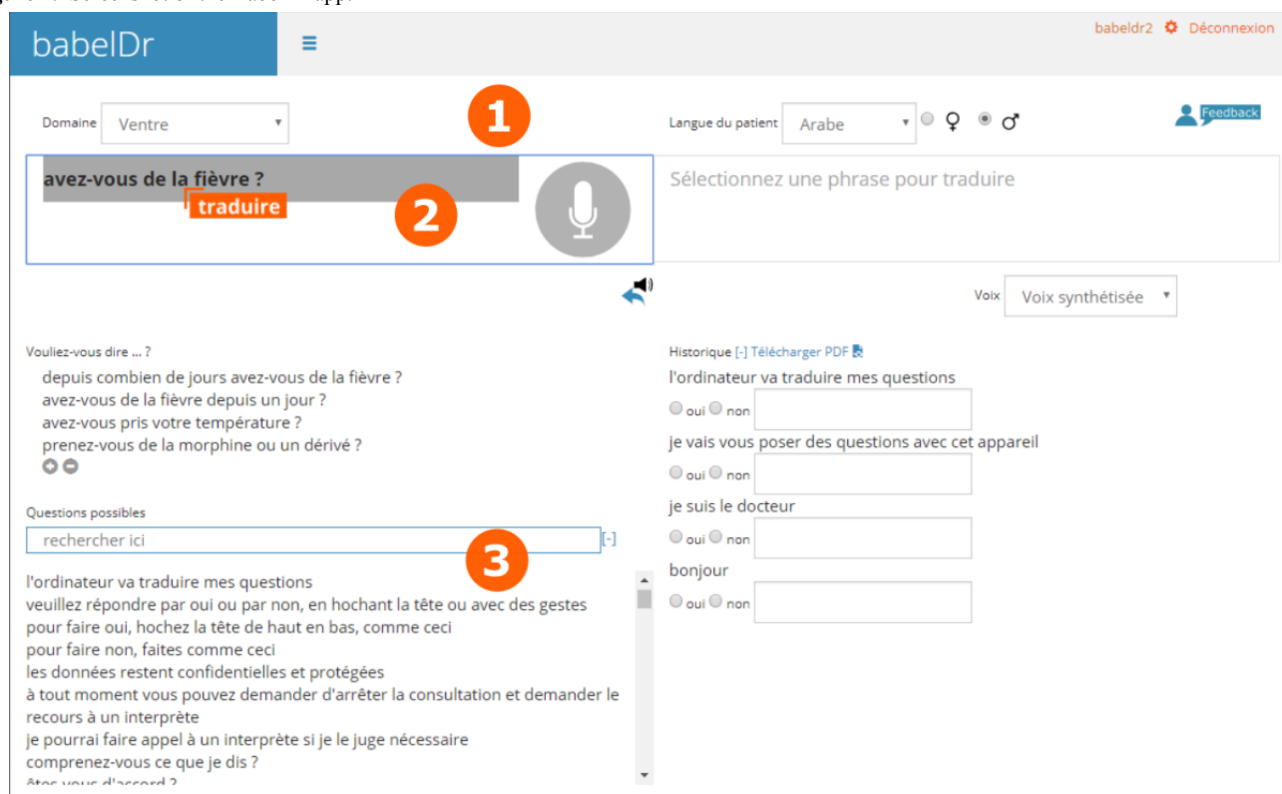 babelDr
babeldr2 Déconnexion
1
Domaine Ventre
Langue du patient Arabe ♀ ♂
Feedback
avez-vous de la fièvre ?
traduire
2
Sélectionnez une phrase pour traduire
Voix Voix synthétisée
Vouliez-vous dire ... ?
depuis combien de jours avez-vous de la fièvre ?
avez-vous de la fièvre depuis un jour ?
avez-vous pris votre température ?
prenez-vous de la morphine ou un dérivé ?
Questions possibles
rechercher ici [-]
3
l'ordinateur va traduire mes questions
veuillez répondre par oui ou par non, en hochant la tête ou avec des gestes
pour faire oui, hochez la tête de haut en bas, comme ceci
pour faire non, faites comme ceci
les données restent confidentielles et protégées
à tout moment vous pouvez demander d'arrêter la consultation et demander le
recours à un interprète
je pourrai faire appel à un interprète si je le juge nécessaire
comprenez-vous ce que je dis ?
êtes-vous d'accord ?
Historique [-] Télécharger PDF
l'ordinateur va traduire mes questions
oui non
je vais vous poser des questions avec cet appareil
oui non
je suis le docteur
oui non
bonjour
oui non